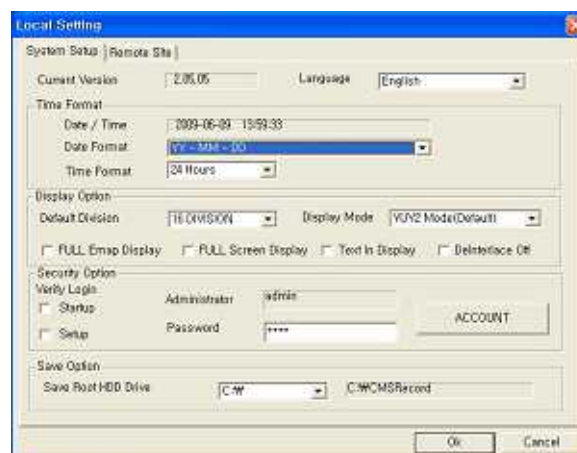 Local Setting
System Setup Remote Site
Current Version 2.05.05 Language English
Time Format
Date / Time 2009-06-09 13:59:33
Date Format YY - MM - DD
Time Format 24 Hours
Display Option
Default Division 16 DIVISION Display Mode YUY2 Mode(Default)
FULL Emap Display FULL Screen Display Text In Display DeInterlace Off
Security Option
Verify Login
Startup Administrator admin
Setup Password ****
ACCOUNT
Save Option
Save Root HDD Drive C:₩ C:₩CMSRecord
Ok Cancel